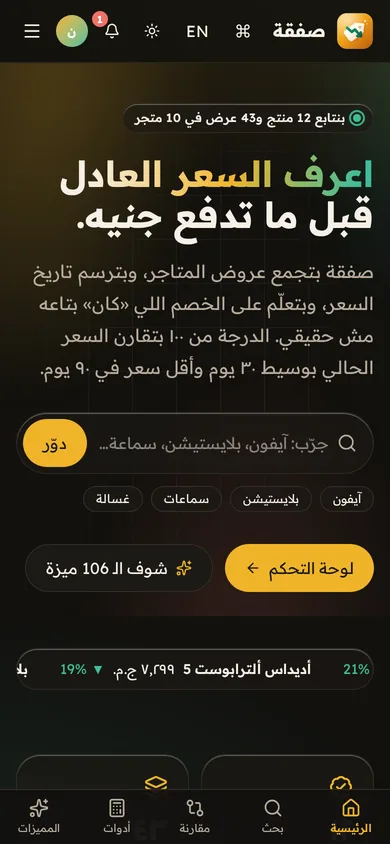 صفقة ⌘ EN 1 ن
بنتابع 12 منتج و43 عرض في 10 متجر
اعرف السعر العادل
قبل ما تدفع جنيه.
صفقة بتجمع عروض المتاجر، وبترسم تاريخ
السعر، وبتعلّم على الخصم اللي «كان» بتاعه
مش حقيقي. الدرجة من ١٠٠ بتقارن السعر
الحالي بوسيط ٣٠ يوم وأقل سعر في ٩٠ يوم.
جرّب: آيفون، بلايستيشن، سماعة...
دوّر
آيفون بلايستيشن سماعات غسالة
لوحة التحكم ←
شوف الـ 106 ميزة
21% أديداس ألترابوست 5 ٧٬٢٩٩ ج.م. ▼ 19% بلا
الرئيسية بحث مقارنة أدوات المميزات